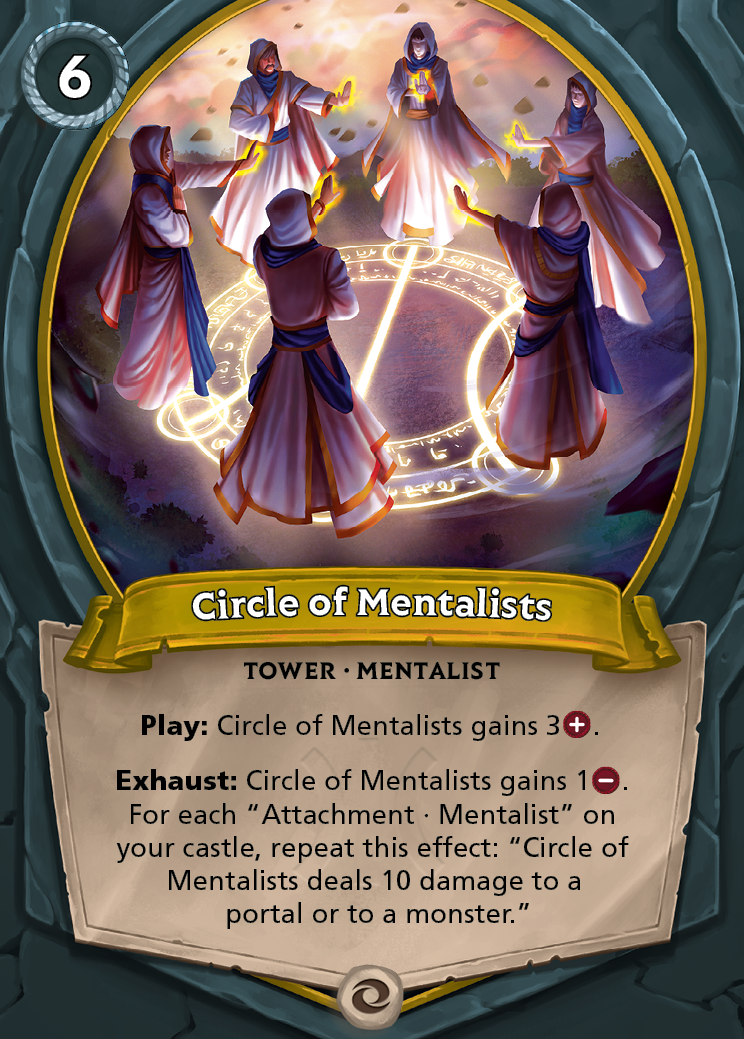 6
Circle of Mentalists
TOWER · MENTALIST
Play: Circle of Mentalists gains 3+.
Exhaust: Circle of Mentalists gains 1−.
For each “Attachment · Mentalist” on
your castle, repeat this effect: “Circle of
Mentalists deals 10 damage to a
portal or to a monster.”